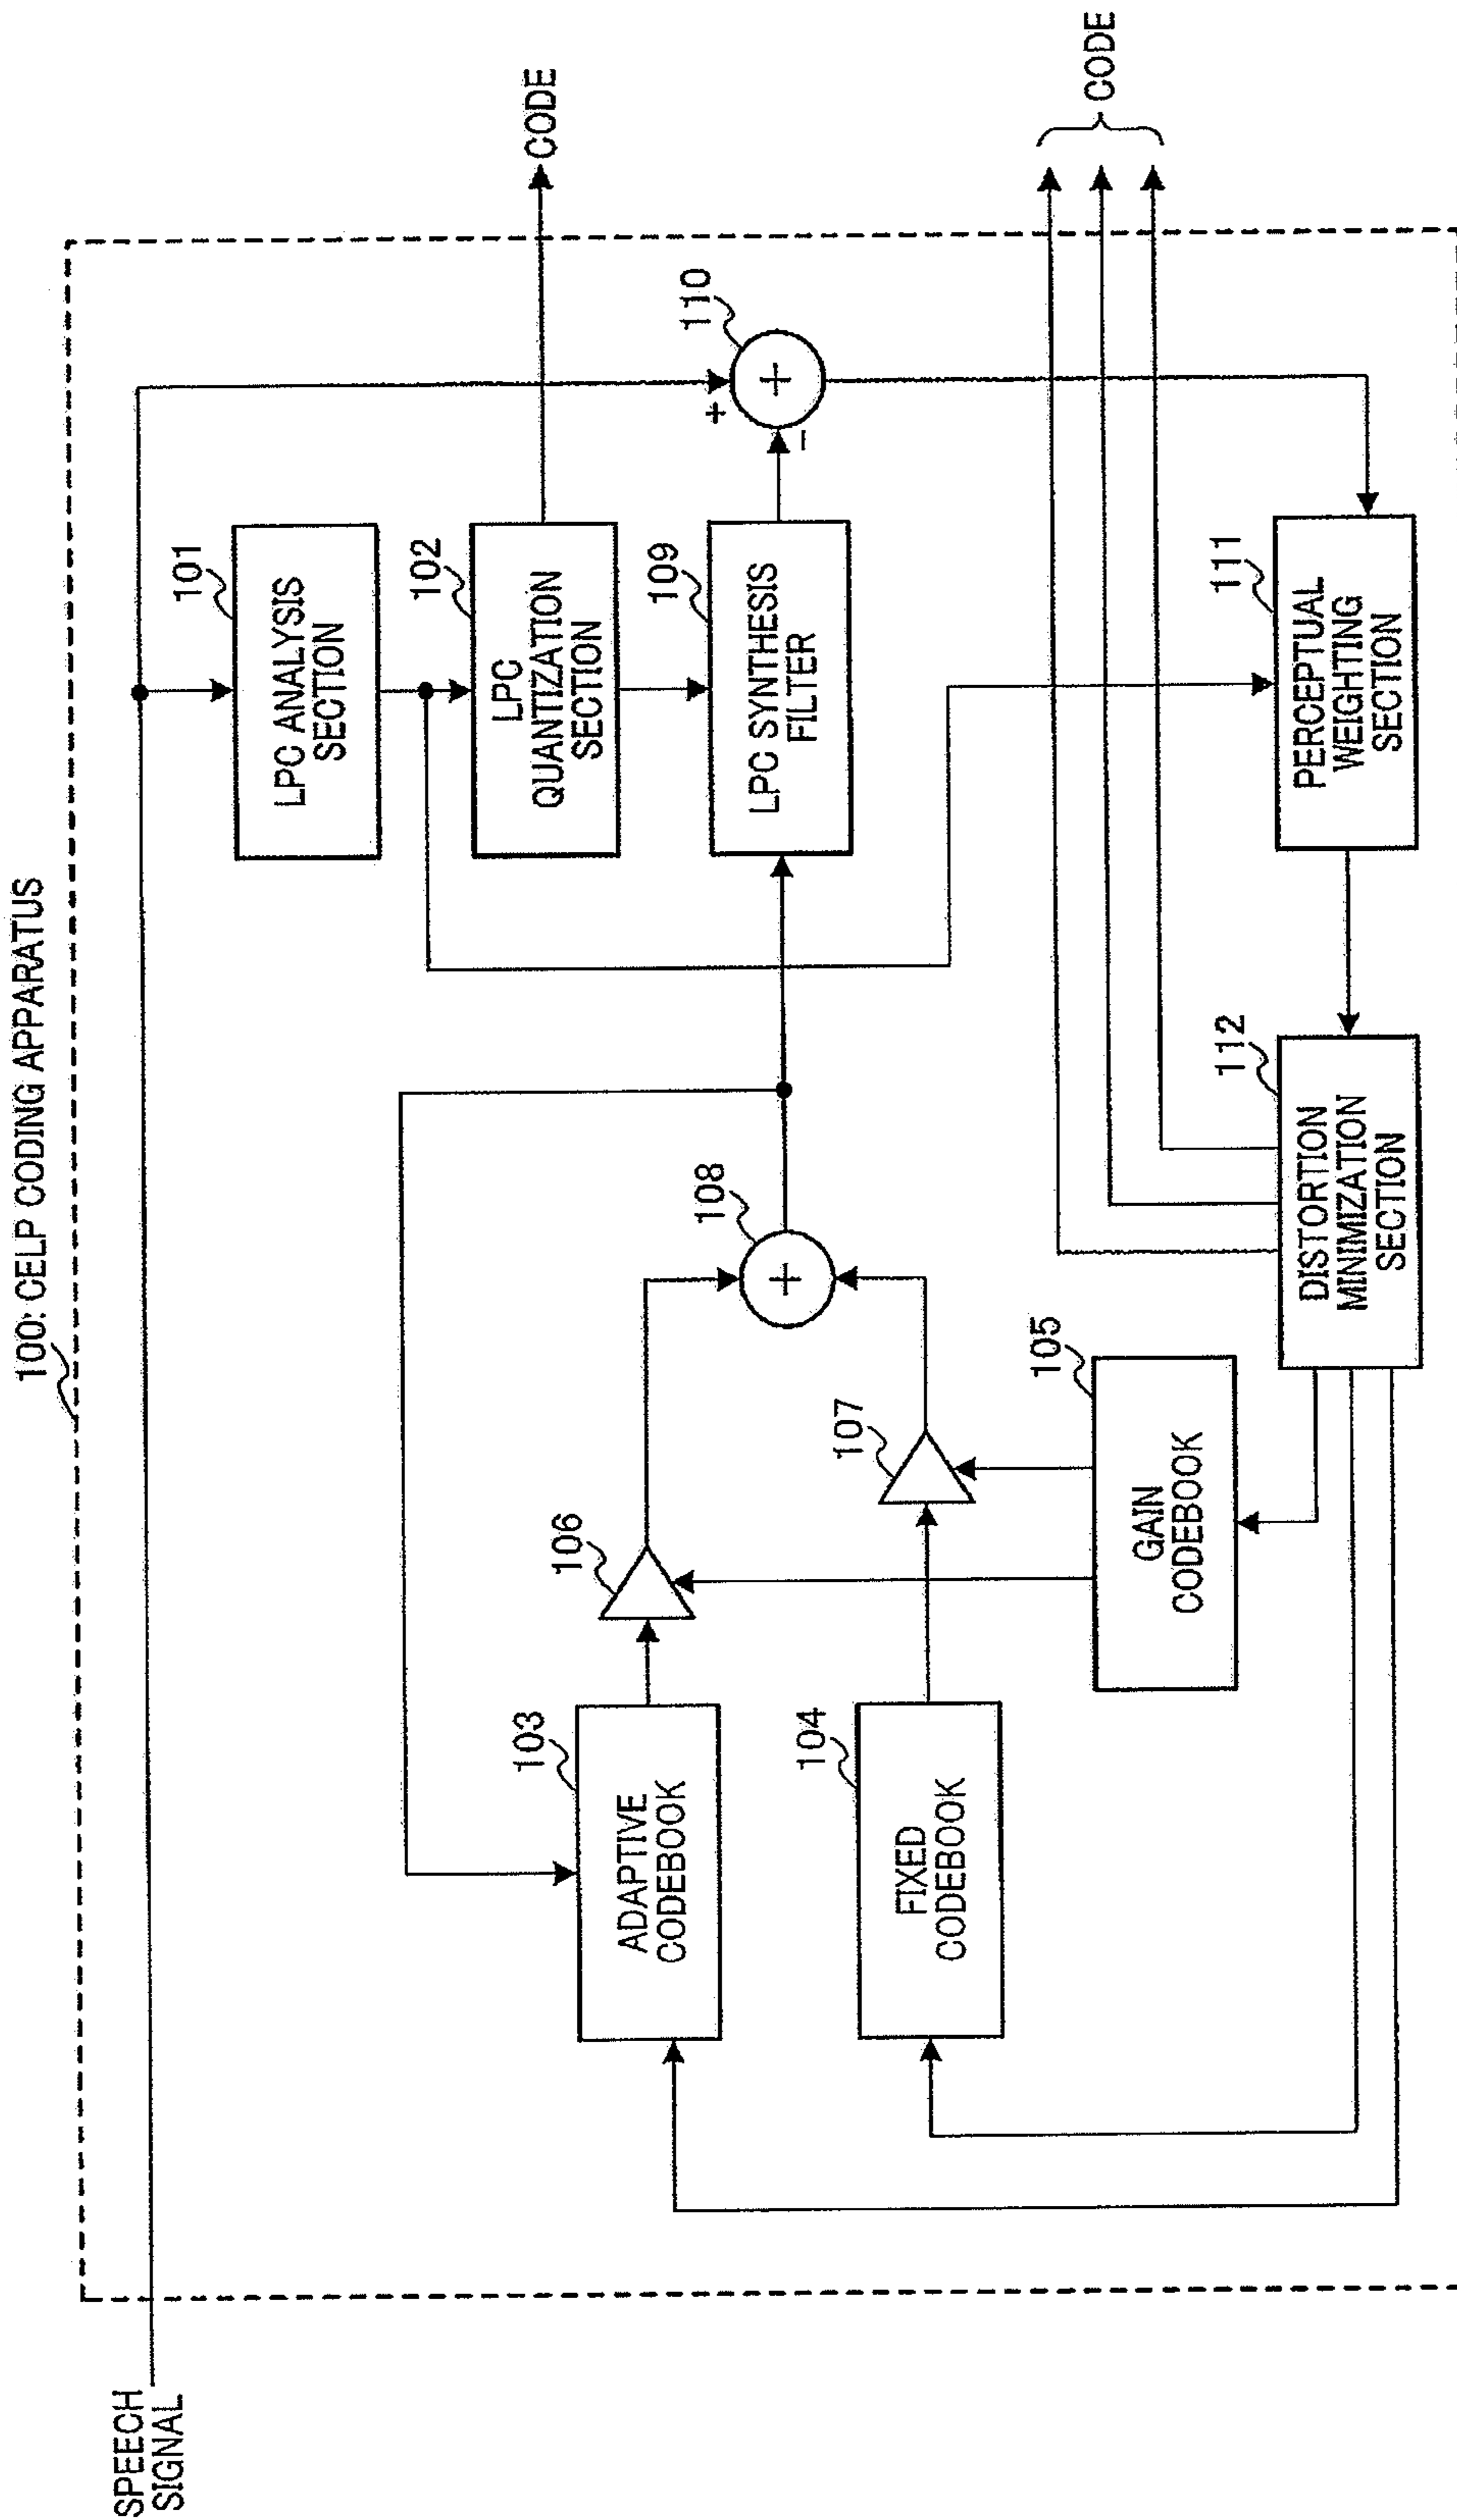 100: CELP CODING APPARATUS
SPEECH
SIGNAL
101
LPC ANALYSIS
SECTION
102
LPC
QUANTIZATION
SECTION
CODE
109
LPC SYNTHESIS
FILTER
110
+
+
−
103
ADAPTIVE
CODEBOOK
106
108
+
104
FIXED
CODEBOOK
107
105
GAIN
CODEBOOK
112
DISTORTION
MINIMIZATION
SECTION
111
PERCEPTUAL
WEIGHTING
SECTION
CODE